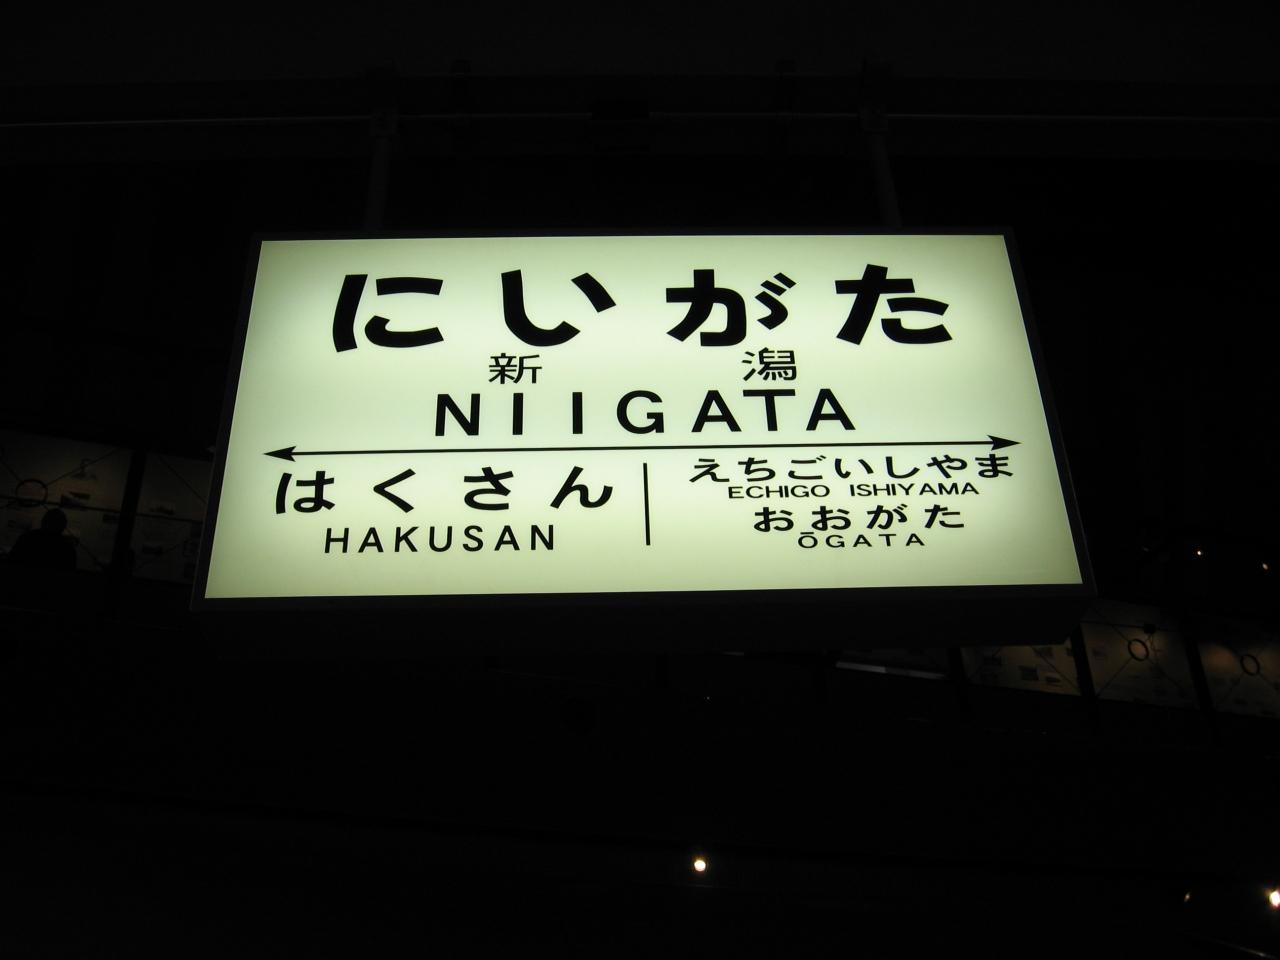 にいがた
新潟
NIIGATA
はくさん
HAKUSAN
えちごいしやま
ECHIGO ISHIYAMA
おおがた
ŌGATA